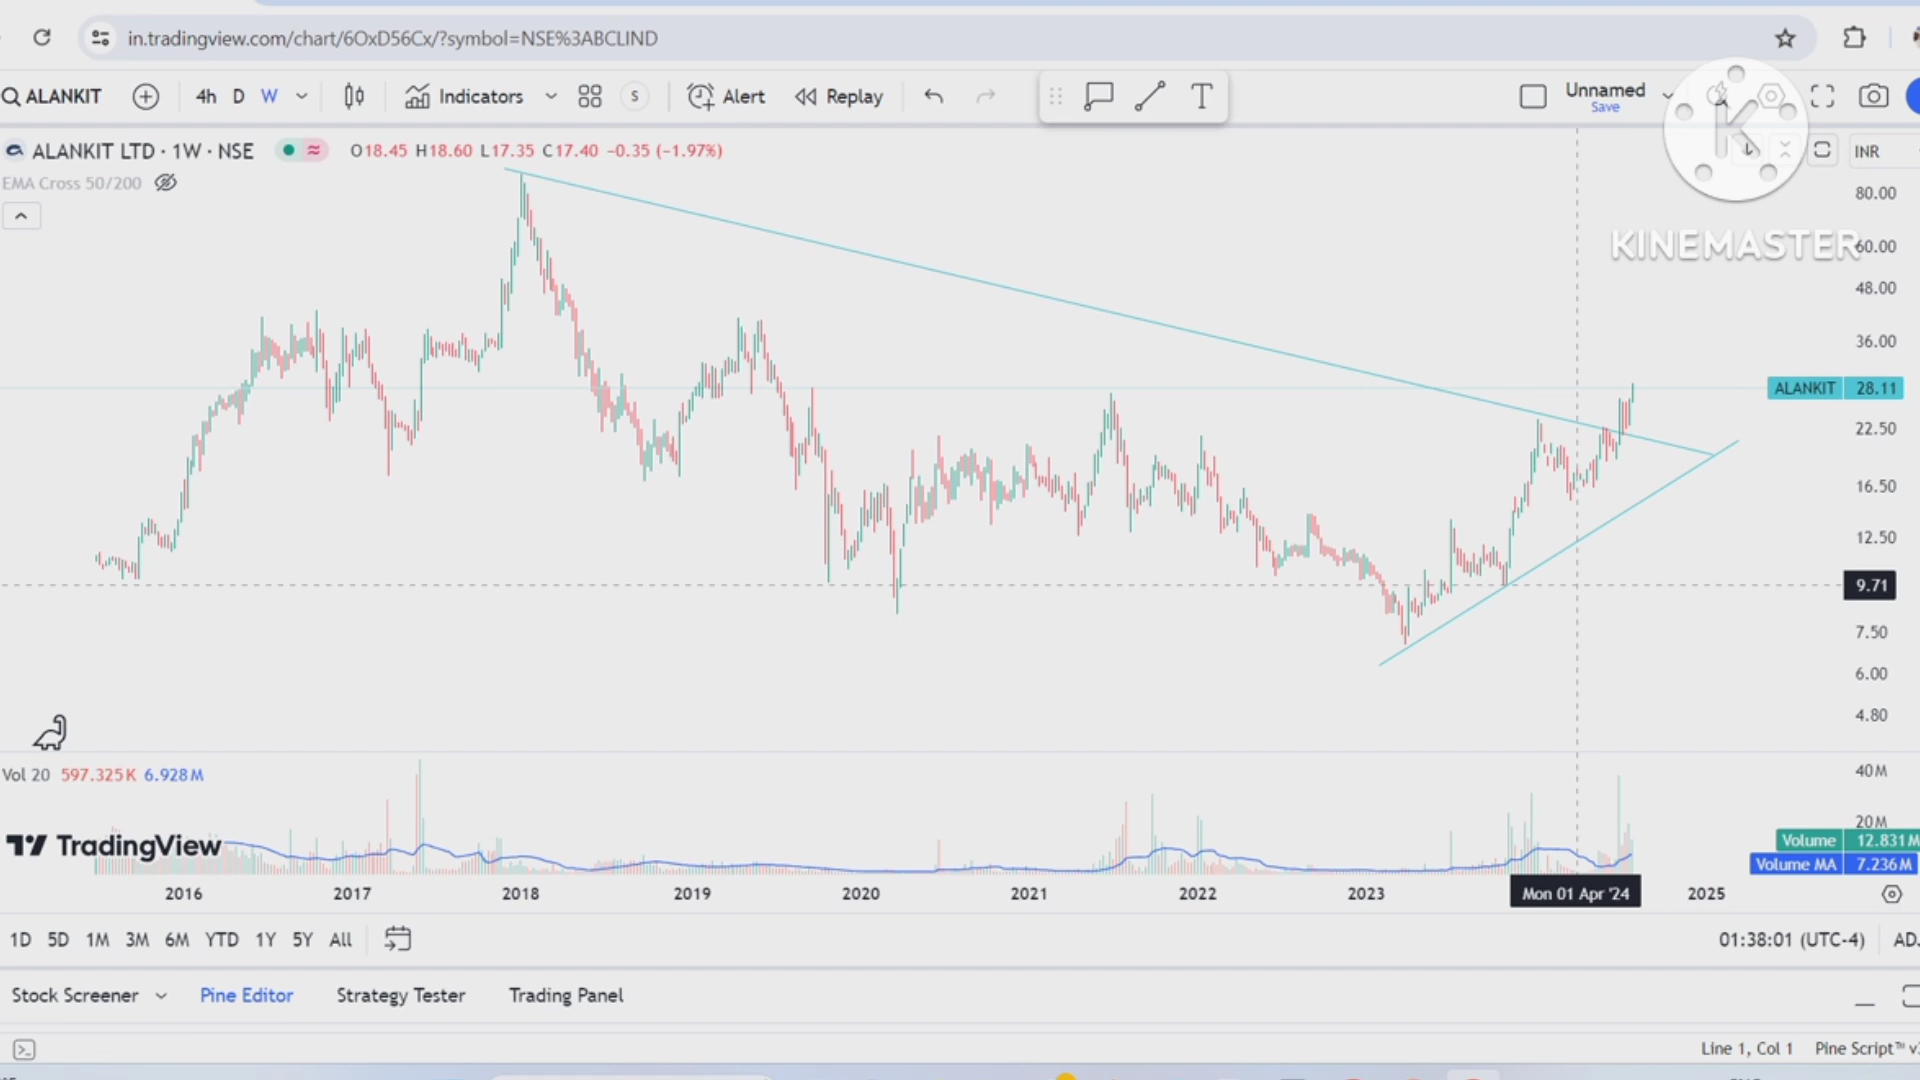 in.tradingview.com/chart/6OxD56Cx/?symbol=NSE%3ABCLIND
ALANKIT 4h D W Indicators S Alert Replay T Unnamed
Save
ALANKIT LTD · 1W · NSE O18.45 H18.60 L17.35 C17.40 −0.35 (−1.97%) INR
EMA Cross 50/200
KINEMASTER
80.00
60.00
48.00
36.00
ALANKIT 28.11
22.50
16.50
12.50
9.71
7.50
6.00
4.80
Vol 20 597.325K 6.928M
40M
20M
Volume 12.831M
TradingView
Volume MA 7.236M
2016 2017 2018 2019 2020 2021 2022 2023 Mon 01 Apr '24 2025
1D 5D 1M 3M 6M YTD 1Y 5Y All 01:38:01 (UTC-4)
Stock Screener Pine Editor Strategy Tester Trading Panel
Line 1, Col 1 Pine Script™